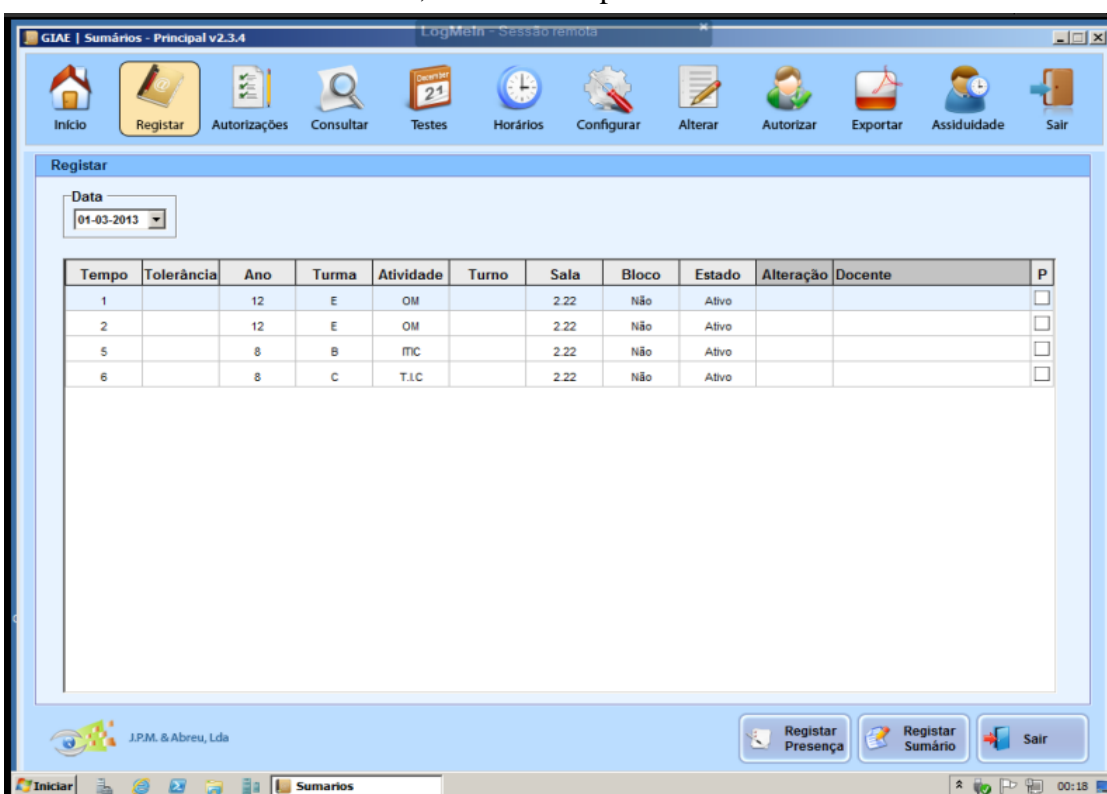 GIAE | Sumários - Principal v2.3.4
LogMeIn - Sessão remota
Início Registar Autorizações Consultar Testes Horários Configurar Alterar Autorizar Exportar Assiduidade Sair
December
21
Registar
Data
01-03-2013
Tempo Tolerância Ano Turma Atividade Turno Sala Bloco Estado Alteração Docente P
1 12 E OM 2.22 Não Ativo
2 12 E OM 2.22 Não Ativo
5 8 B ITIC 2.22 Não Ativo
6 8 C T.I.C 2.22 Não Ativo
J.P.M. & Abreu, Lda
Registar
Presença
Registar
Sumário
Sair
Iniciar Sumarios 00:18